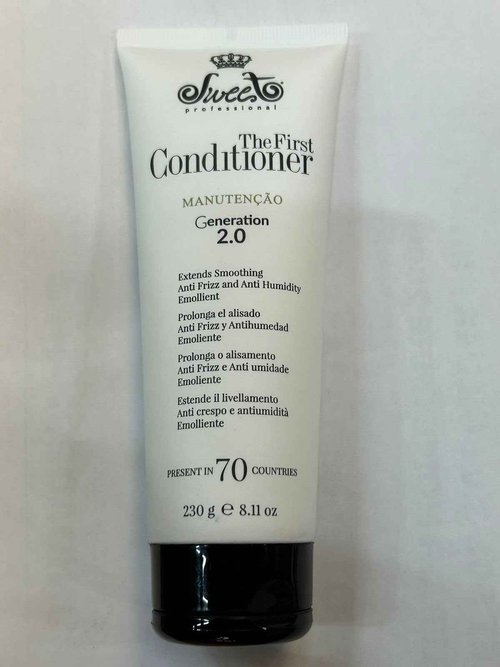 Sweet
professional
The First
Conditioner
MANUTENÇÃO
Generation
2.0
Extends Smoothing
Anti Frizz and Anti Humidity
Emollient
Prolonga el alisado
Anti Frizz y Antihumedad
Emoliente
Prolonga o alisamento
Anti Frizz e Anti umidade
Emoliente
Estende il livellamento
Anti crespo e antiumidità
Emolliente
PRESENT IN 70 COUNTRIES
230 g ℮ 8.11 oz